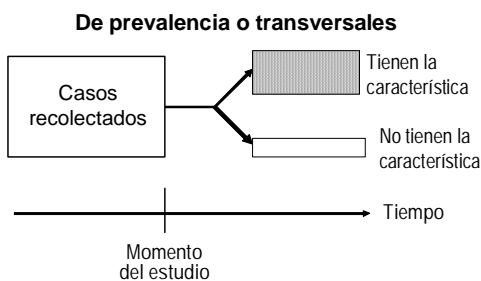 De prevalencia o transversales
Casos
recolectados
Tienen la
característica
No tienen la
característica
Tiempo
Momento
del estudio